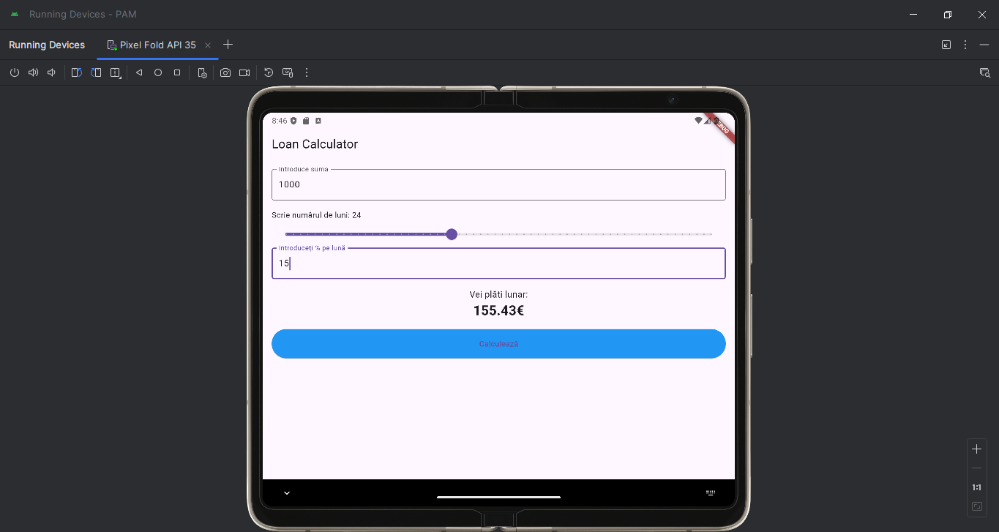 Running Devices - PAM
Running Devices
Pixel Fold API 35
8:46
Loan Calculator
Introduce suma
1000
Scrie numărul de luni: 24
Introduceți % pe lună
15
Vei plăti lunar:
155.43€
Calculează
1:1